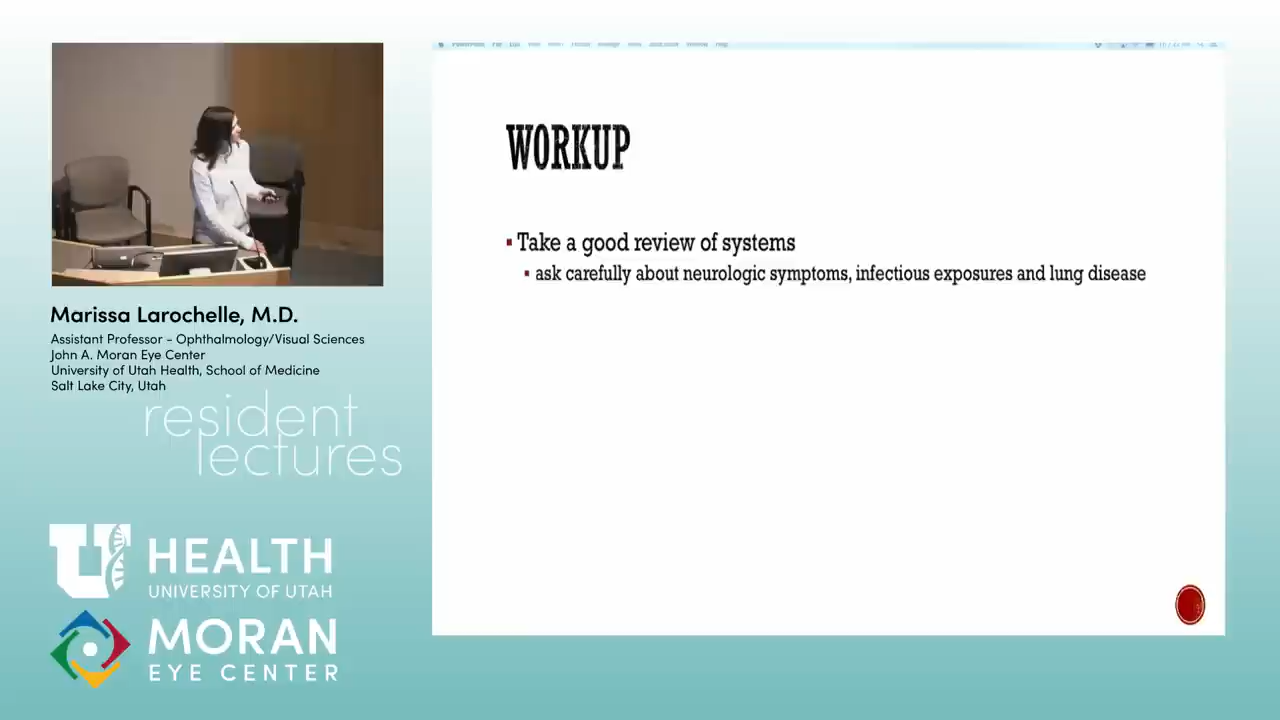 WORKUP
▪ Take a good review of systems
▪ ask carefully about neurologic symptoms, infectious exposures and lung disease
Marissa Larochelle, M.D.
Assistant Professor - Ophthalmology/Visual Sciences
John A. Moran Eye Center
University of Utah Health, School of Medicine
Salt Lake City, Utah
resident
lectures
U HEALTH
UNIVERSITY OF UTAH
MORAN
EYE CENTER